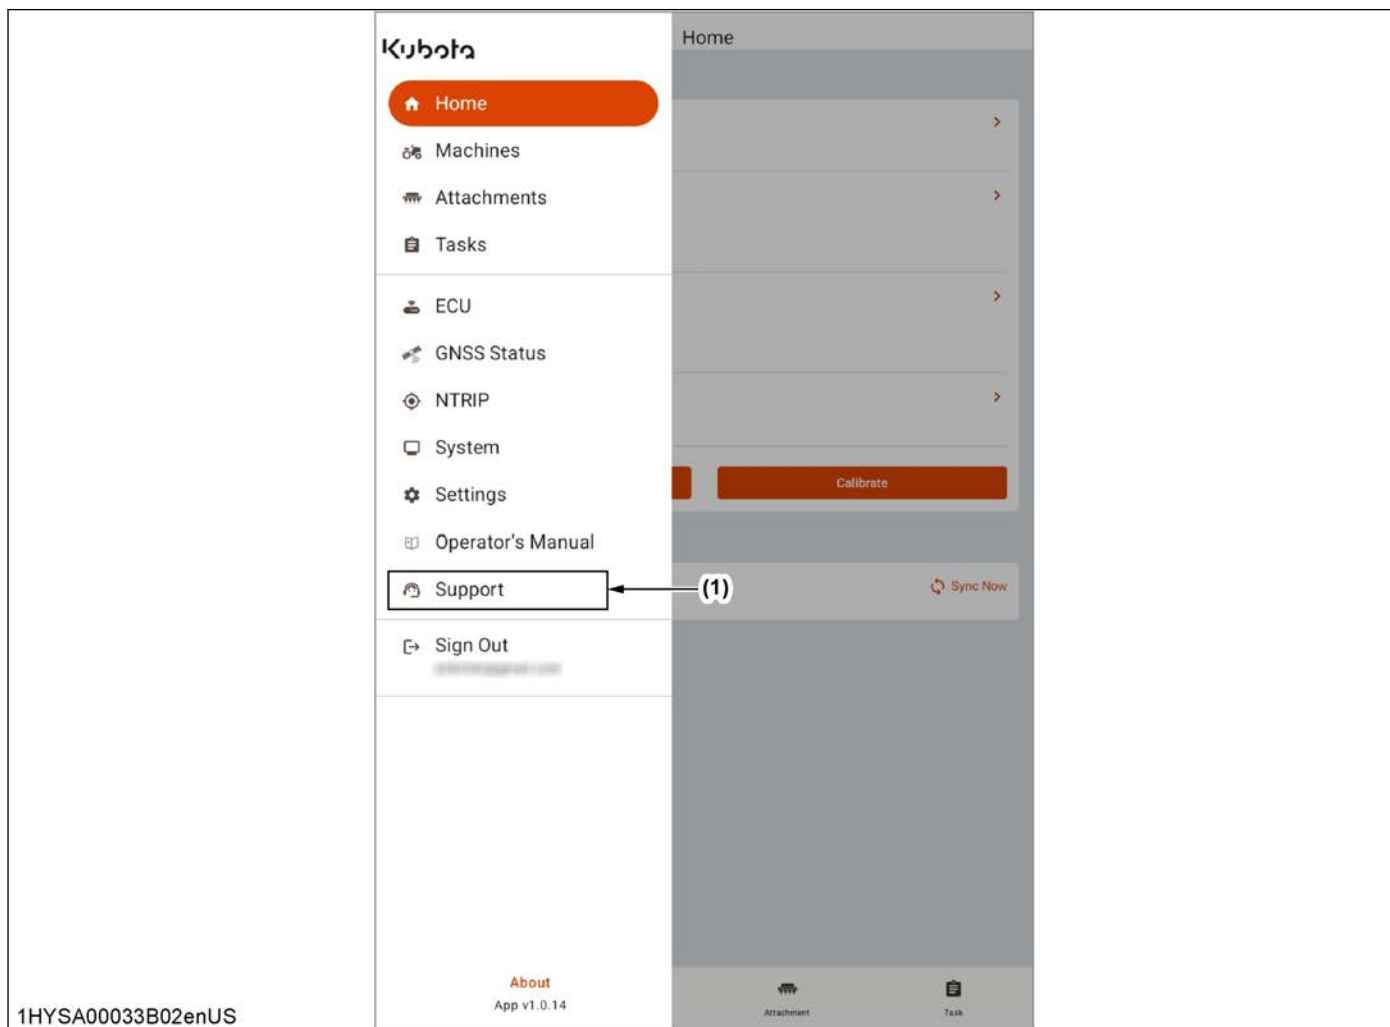 Kubota
Home
Home
Machines
Attachments
Tasks
ECU
GNSS Status
NTRIP
System
Settings
Operator's Manual
Support
(1)
Calibrate
Sync Now
Sign Out
About
App v1.0.14
Attachment
Task
1HYSA00033B02enUS